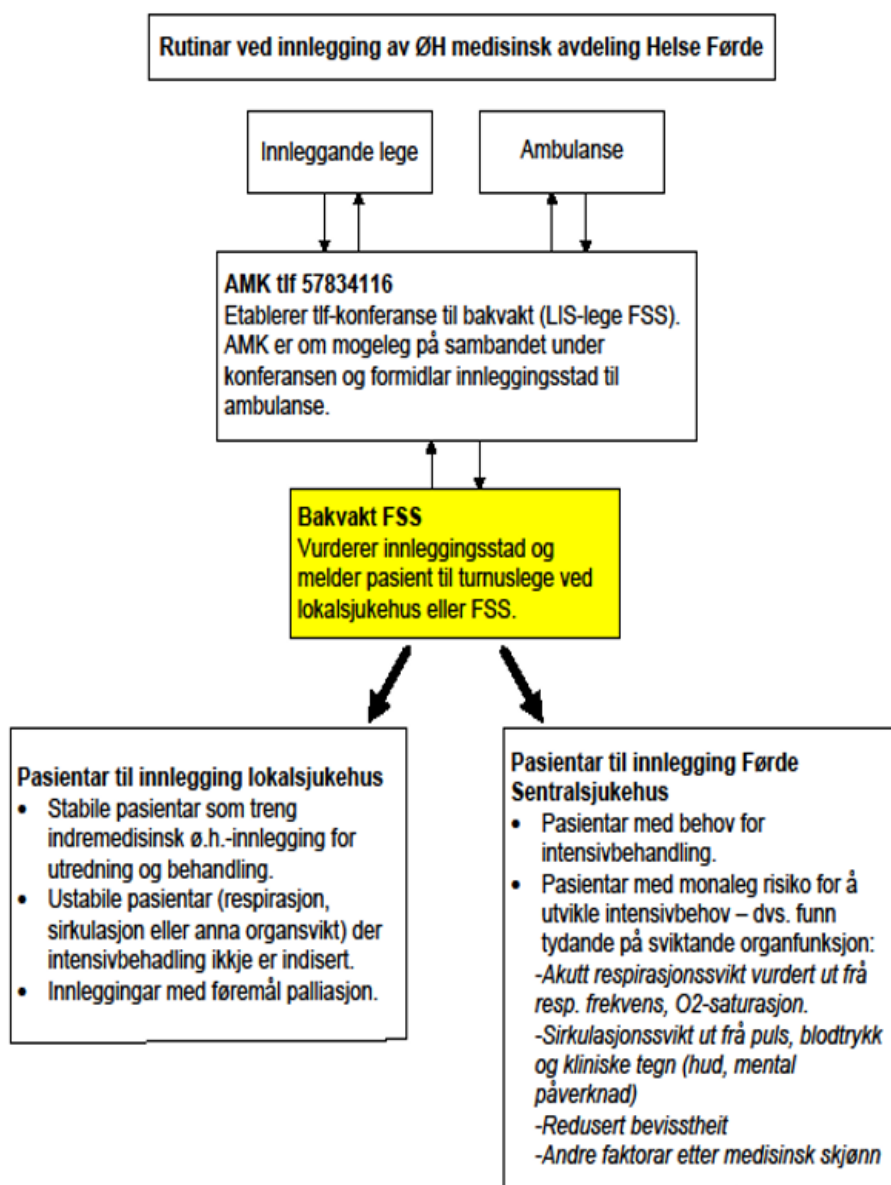 Rutinar ved innlegging av ØH medisinsk avdeling Helse Førde
Innleggande lege
Ambulanse
AMK tlf 57834116
Etablerer tlf-konferanse til bakvakt (LIS-lege FSS).
AMK er om mogeleg på sambandet under
konferansen og formidlar innleggingsstad til
ambulanse.
Bakvakt FSS
Vurderer innleggingsstad og
melder pasient til turnuslege ved
lokalsjukehus eller FSS.
Pasientar til innlegging lokalsjukehus
• Stabile pasientar som treng
indremedisinsk ø.h.-innlegging for
utredning og behandling.
• Ustabile pasientar (respirasjon,
sirkulasjon eller anna organsvikt) der
intensivbehadling ikkje er indisert.
• Innleggingar med føremål palliasjon.
Pasientar til innlegging Førde
Sentralsjukehus
• Pasientar med behov for
intensivbehandling.
• Pasientar med monaleg risiko for å
utvikle intensivbehov – dvs. funn
tydande på sviktande organfunksjon:
-Akutt respirasjonssvikt vurdert ut frå
resp. frekvens, O2-saturasjon.
-Sirkulasjonssvikt ut frå puls, blodtrykk
og kliniske tegn (hud, mental
påverknad)
-Redusert bevisstheit
-Andre faktorar etter medisinsk skjønn